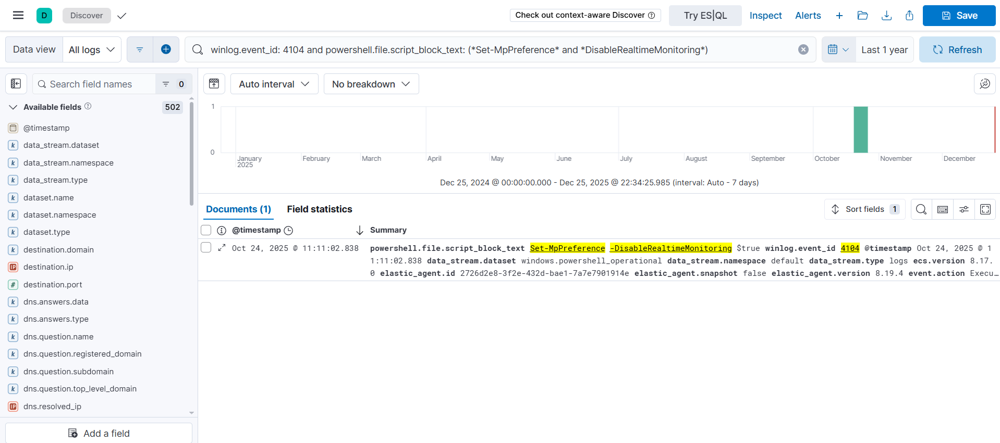 D
Discover
Check out context-aware Discover
Try ES|QL
Inspect
Alerts
Save
Data view
All logs
winlog.event_id: 4104 and powershell.file.script_block_text: (*Set-MpPreference* and *DisableRealtimeMonitoring*)
Last 1 year
Refresh
Search field names
0
Auto interval
No breakdown
Available fields
502
@timestamp
k data_stream.dataset
k data_stream.namespace
k data_stream.type
k dataset.name
k dataset.namespace
k dataset.type
k destination.domain
IP destination.ip
# destination.port
k dns.answers.data
k dns.answers.type
k dns.question.name
k dns.question.registered_domain
k dns.question.subdomain
k dns.question.top_level_domain
IP dns.resolved_ip
Add a field
1
0
January February March April May June July August September October November December
2025
Dec 25, 2024 @ 00:00:00.000 - Dec 25, 2025 @ 22:34:25.985 (interval: Auto - 7 days)
Documents (1)
Field statistics
Sort fields 1
@timestamp
Summary
Oct 24, 2025 @ 11:11:02.838
powershell.file.script_block_text Set-MpPreference -DisableRealtimeMonitoring $true winlog.event_id 4104 @timestamp Oct 24, 2025 @ 1
1:11:02.838 data_stream.dataset windows.powershell_operational data_stream.namespace default data_stream.type logs ecs.version 8.17.
0 elastic_agent.id 2726d2e8-3f2e-432d-bae1-7a7e7901914e elastic_agent.snapshot false elastic_agent.version 8.19.4 event.action Execu…